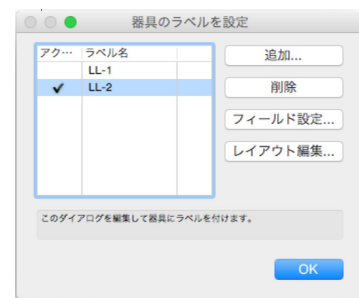 器具のラベルを設定
アク… ラベル名
LL-1
LL-2
追加...
削除
フィールド設定...
レイアウト編集...
このダイアログを編集して器具にラベルを付けます。
OK